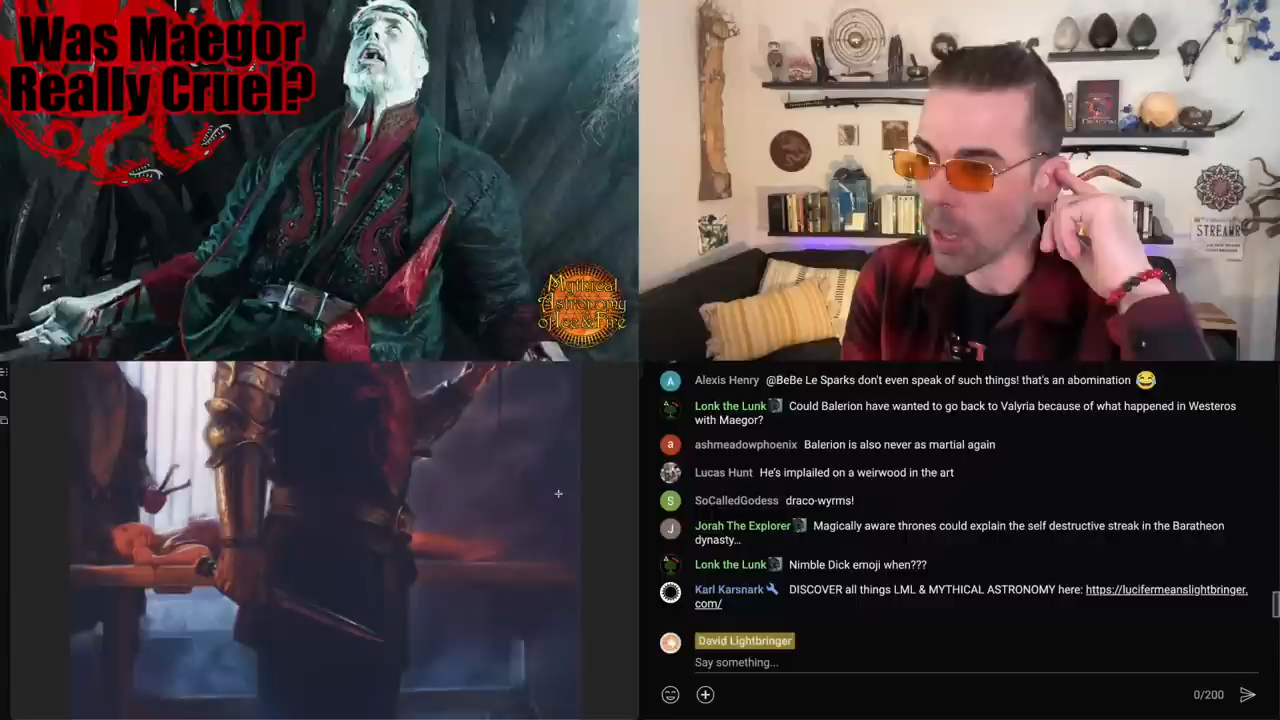 Was Maegor
Really Cruel?
Mythical
Astronomy
of Ice & Fire
DRAGON
STREAMR
A Alexis Henry @BeBe Le Sparks don't even speak of such things! that's an abomination 😂
Lonk the Lunk Could Balerion have wanted to go back to Valyria because of what happened in Westeros
with Maegor?
a ashmeadowphoenix Balerion is also never as martial again
Lucas Hunt He's implailed on a weirwood in the art
S SoCalledGodess draco-wyrms!
J Jorah The Explorer Magically aware thrones could explain the self destructive streak in the Baratheon
dynasty...
Lonk the Lunk Nimble Dick emoji when???
Karl Karsnark DISCOVER all things LML & MYTHICAL ASTRONOMY here: https://lucifermeanslightbringer.
com/
David Lightbringer
Say something...
0/200